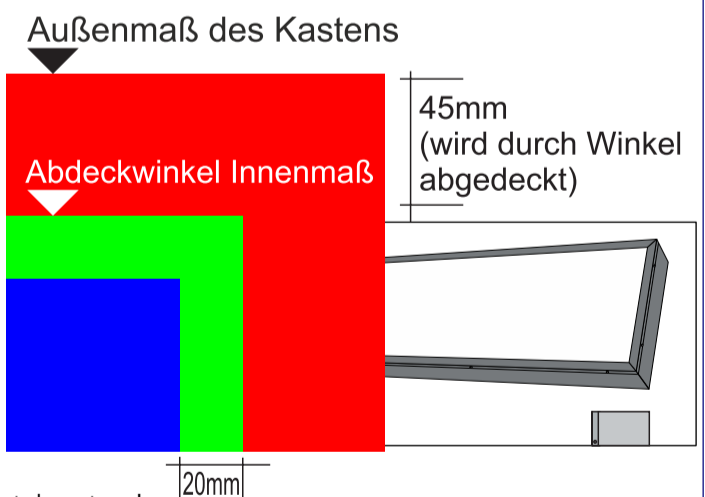 Außenmaß des Kastens
45mm
(wird durch Winkel
abgedeckt)
Abdeckwinkel Innenmaß
20mm